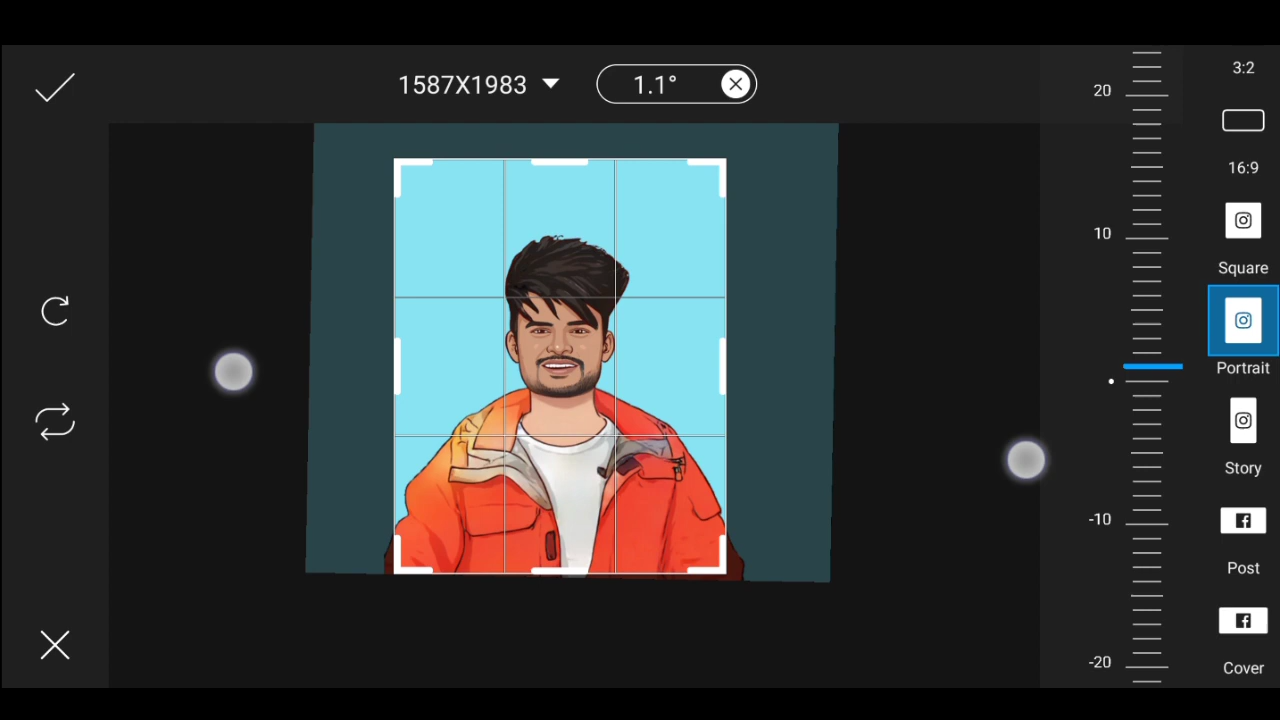 1587X1983
1.1°
20
10
-10
-20
3:2
16:9
Square
Portrait
Story
Post
Cover